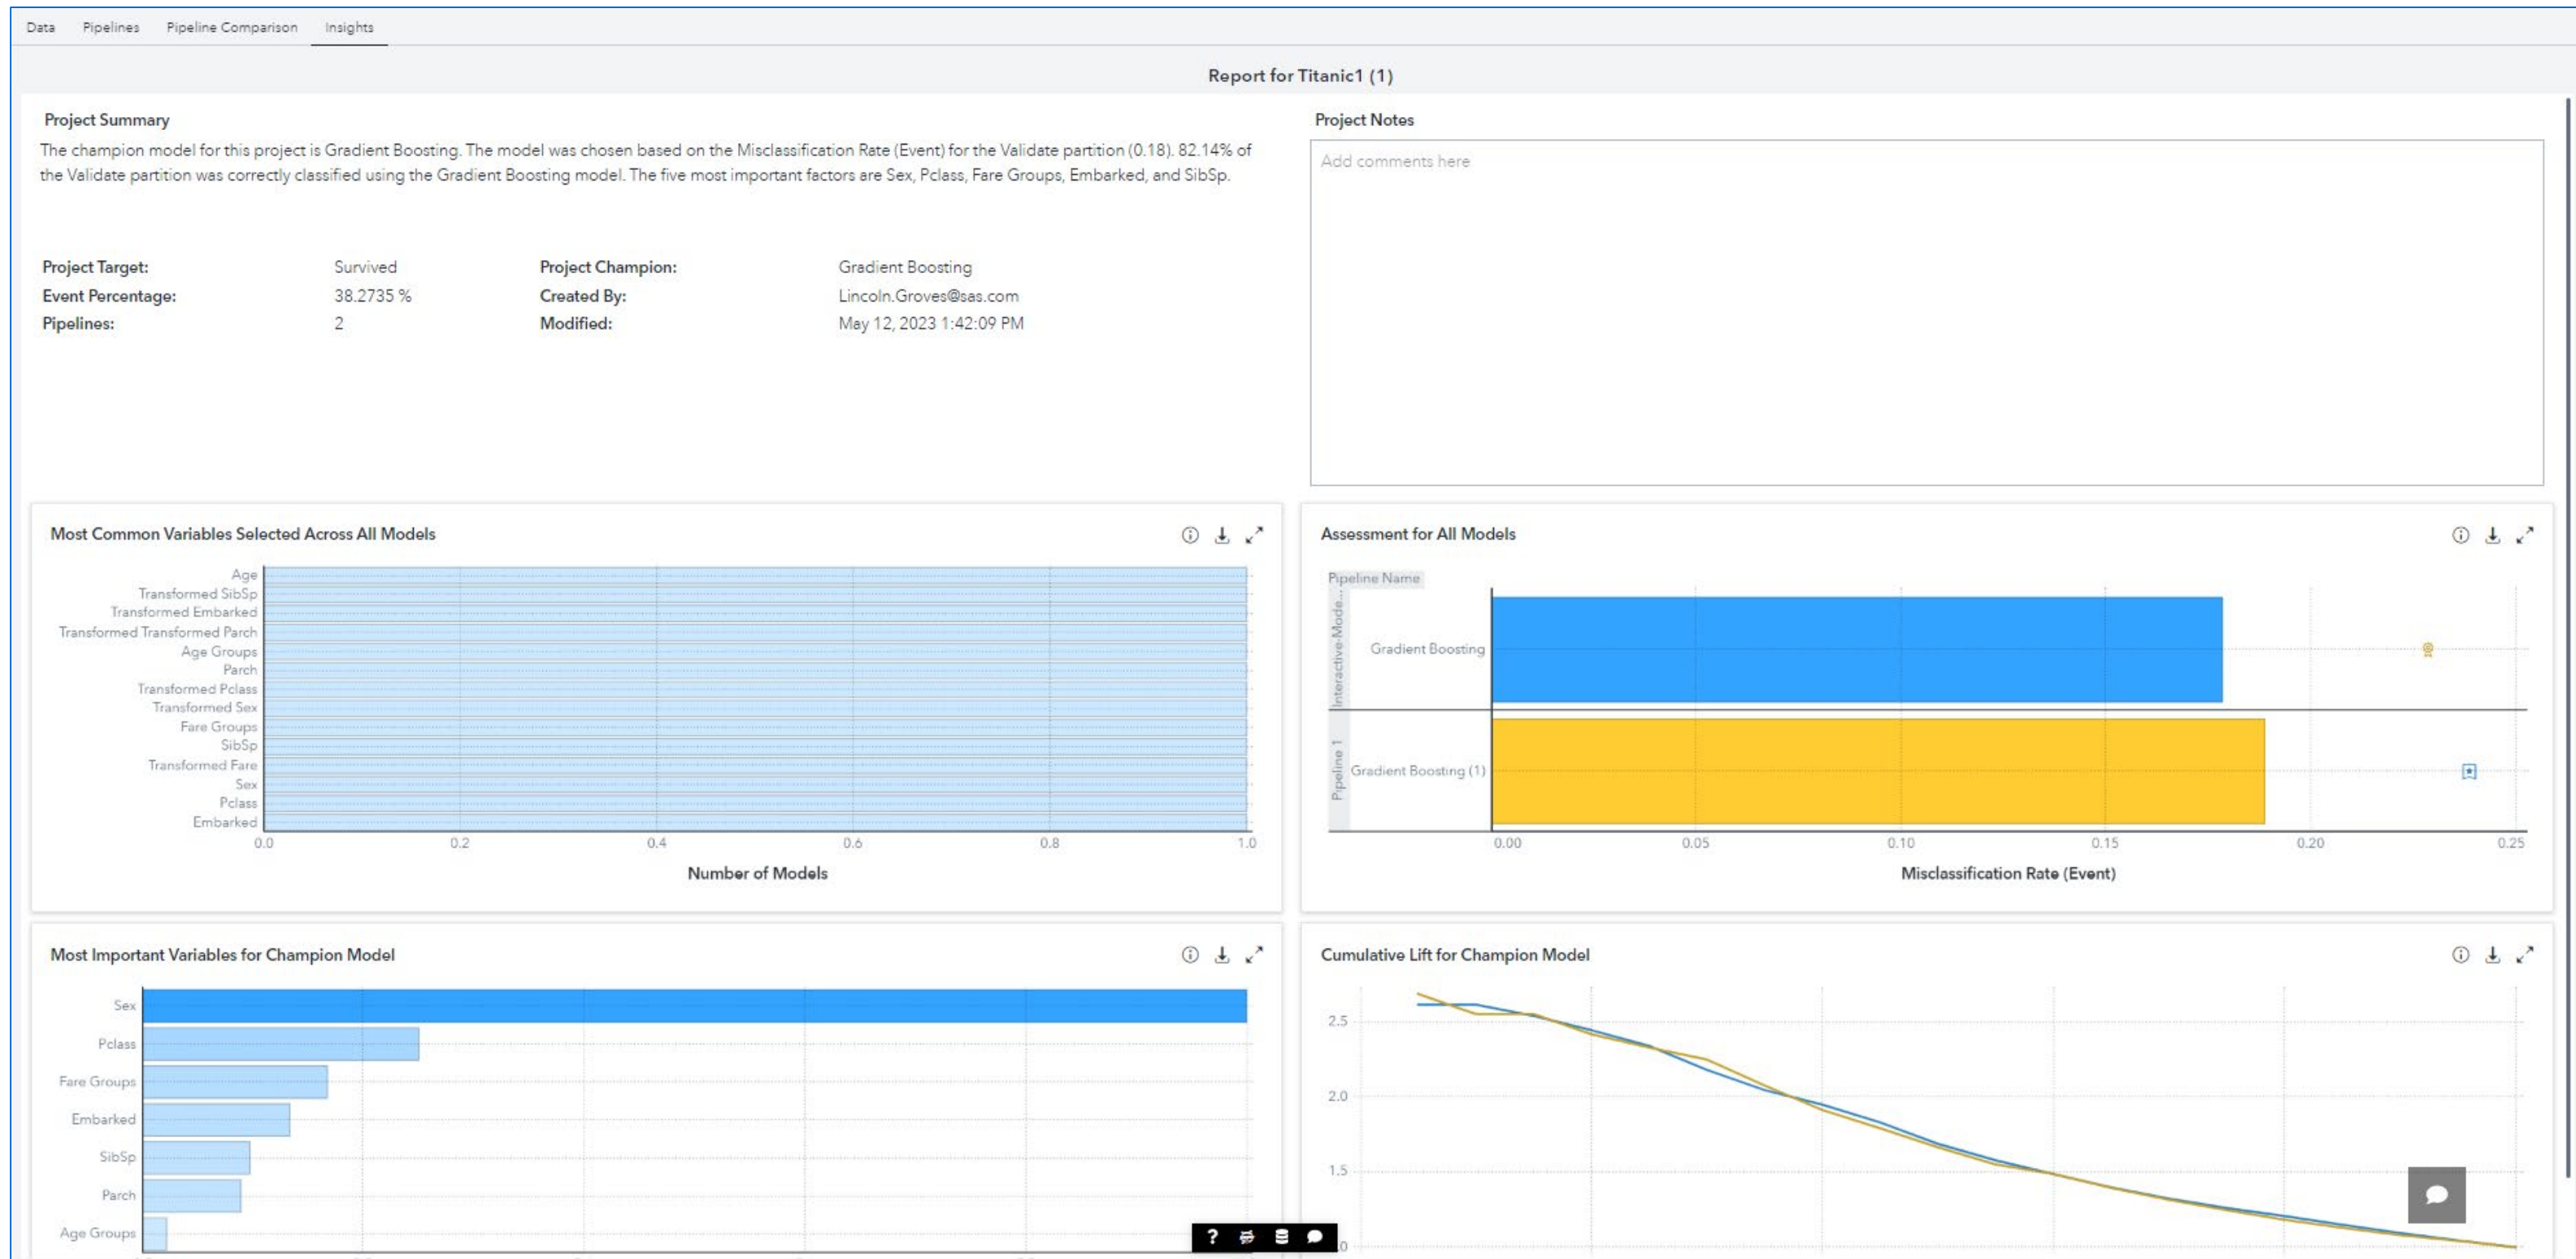 Data Pipelines Pipeline Comparison Insights
Report for Titanic1 (1)
Project Summary
The champion model for this project is Gradient Boosting. The model was chosen based on the Misclassification Rate (Event) for the Validate partition (0.18). 82.14% of
the Validate partition was correctly classified using the Gradient Boosting model. The five most important factors are Sex, Pclass, Fare Groups, Embarked, and SibSp.
Project Target: Survived Project Champion: Gradient Boosting
Event Percentage: 38.2735 % Created By: Lincoln.Groves@sas.com
Pipelines: 2 Modified: May 12, 2023 1:42:09 PM
Project Notes
Add comments here
Most Common Variables Selected Across All Models
Age
Transformed SibSp
Transformed Embarked
Transformed Transformed Parch
Age Groups
Parch
Transformed Pclass
Transformed Sex
Fare Groups
SibSp
Transformed Fare
Sex
Pclass
Embarked
0.0 0.2 0.4 0.6 0.8 1.0
Number of Models
Assessment for All Models
Pipeline Name
Interactive-Mode...
Gradient Boosting
Pipeline 1
Gradient Boosting (1)
0.00 0.05 0.10 0.15 0.20 0.25
Misclassification Rate (Event)
Most Important Variables for Champion Model
Sex
Pclass
Fare Groups
Embarked
SibSp
Parch
Age Groups
Cumulative Lift for Champion Model
2.5
2.0
1.5